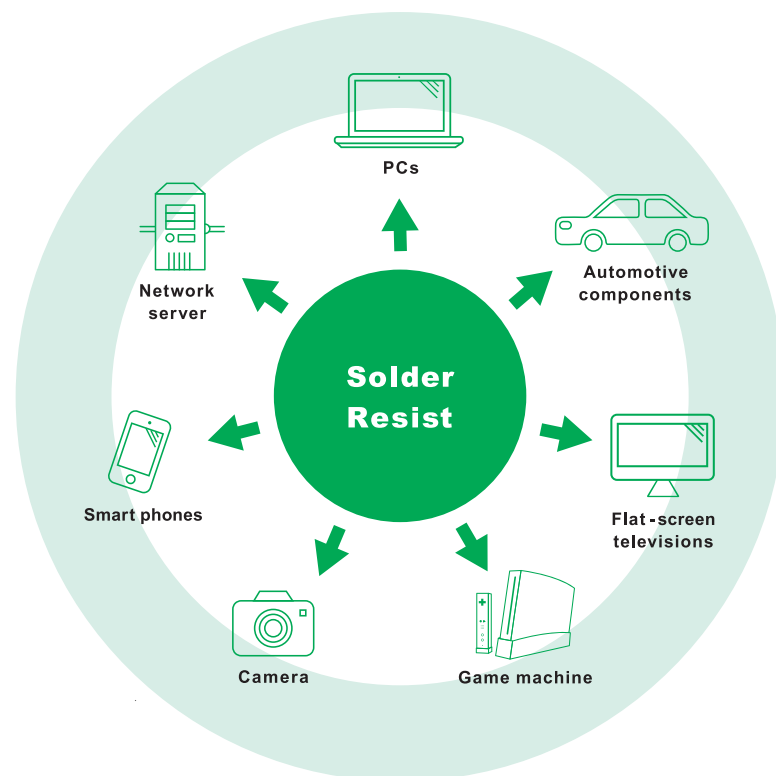 PCs
Automotive
components
Network
server
Solder
Resist
Smart phones
Flat-screen
televisions
Camera
Game machine